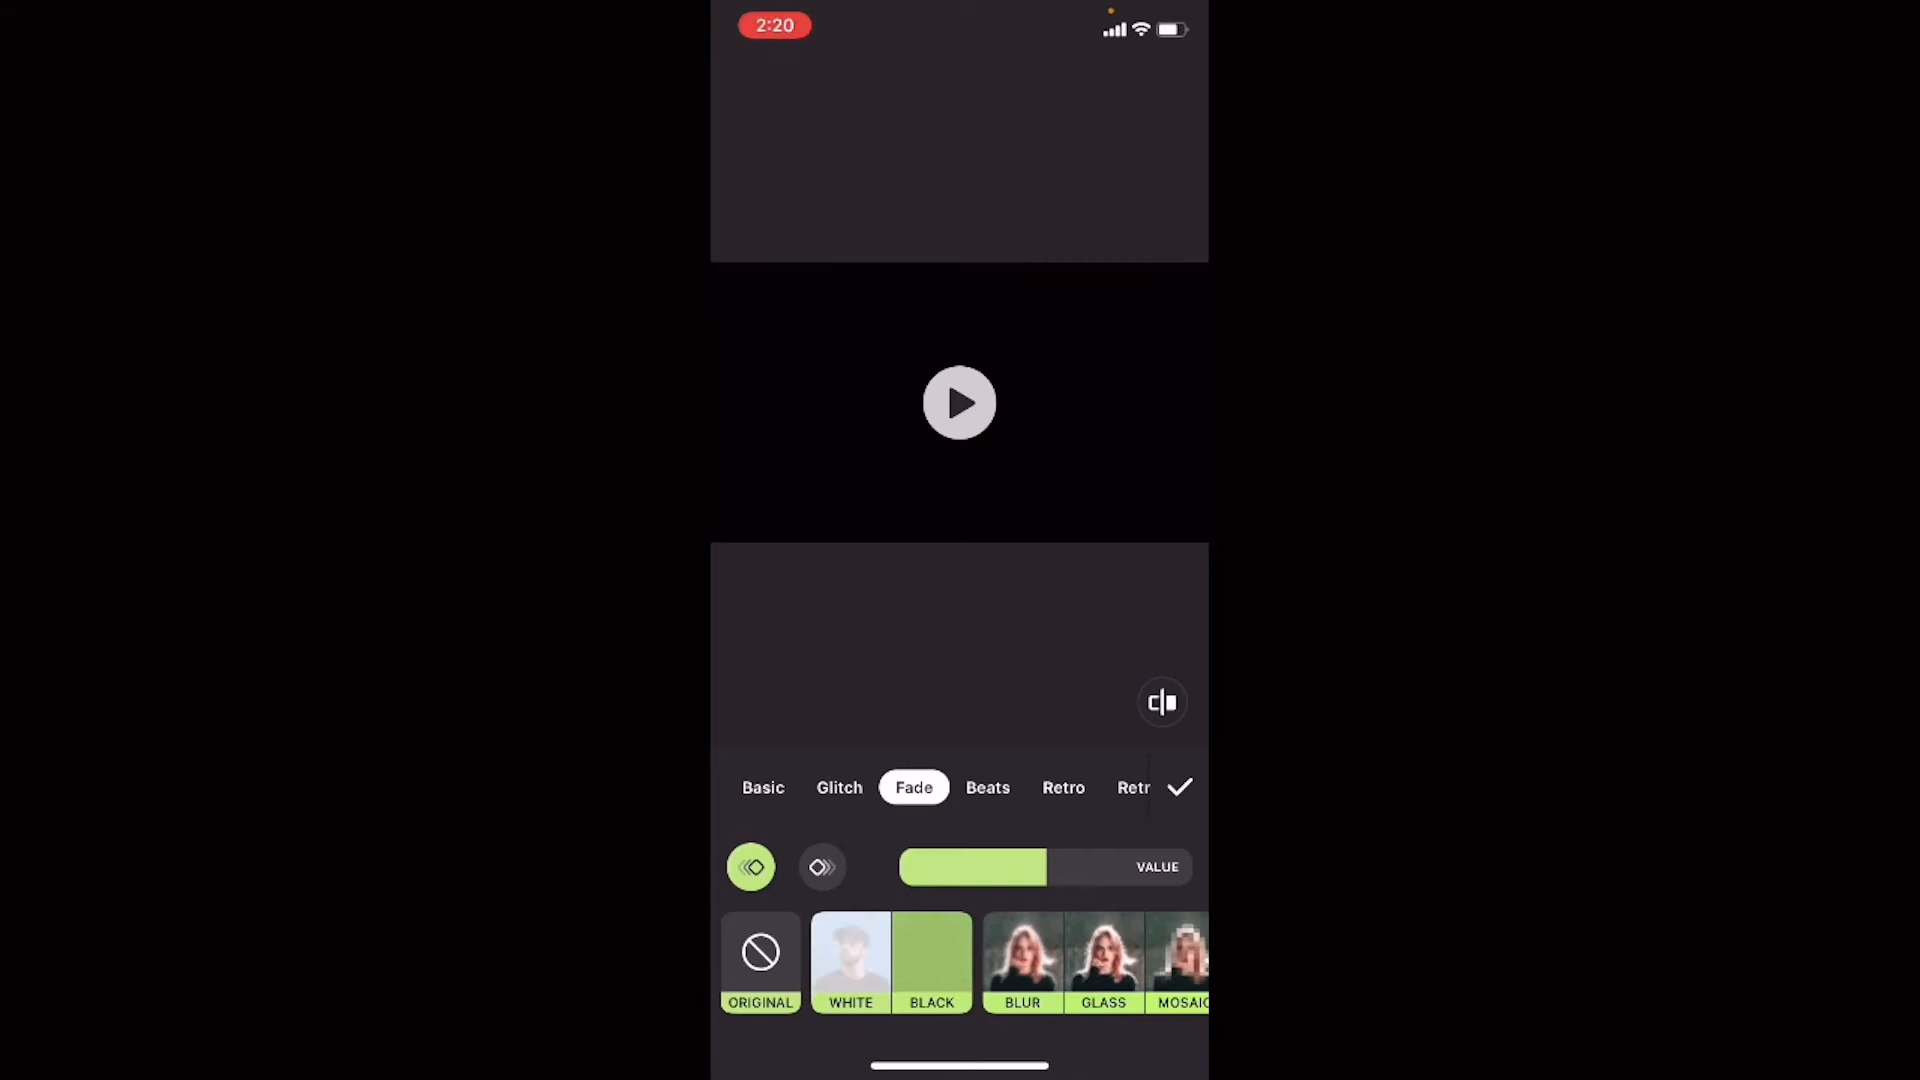 2:20
Basic Glitch Fade Beats Retro Retr
VALUE
ORIGINAL WHITE BLACK BLUR GLASS MOSAIC